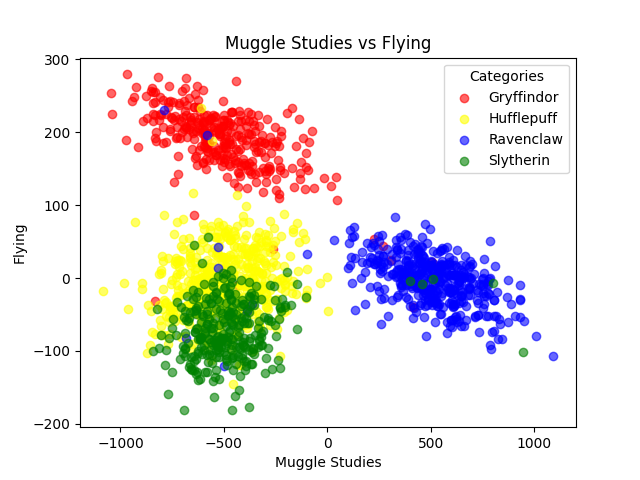 Muggle Studies vs Flying
Categories
Gryffindor
Hufflepuff
Ravenclaw
Slytherin
300
200
100
0
−100
−200
Flying
−1000
−500
0
500
1000
Muggle Studies